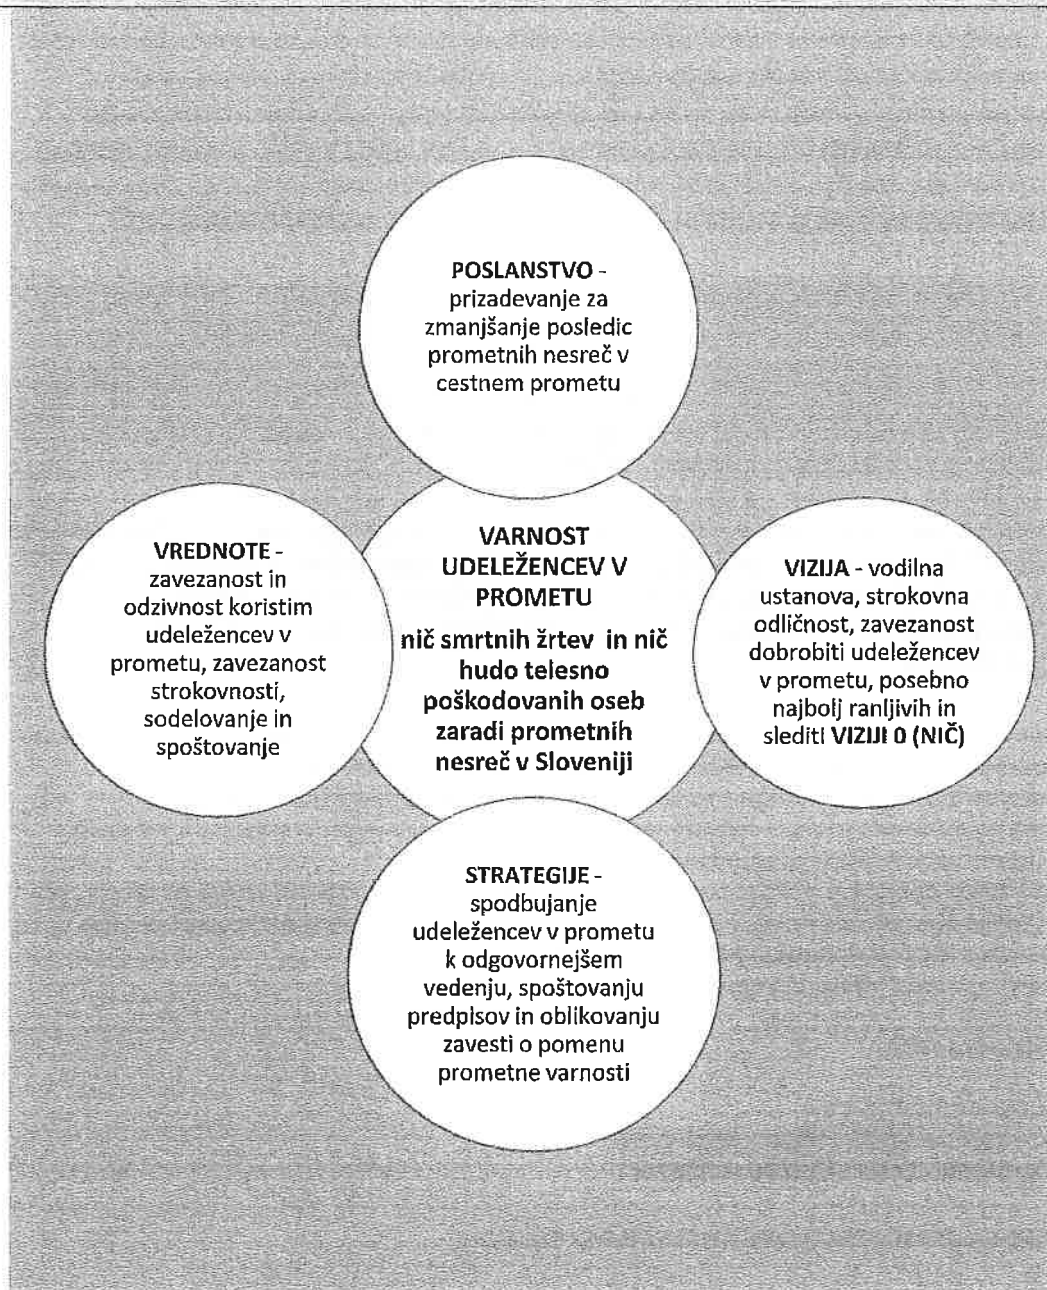 POSLANSTVO -
prizadevanje za
zmanjšanje posledic
prometnih nesreč v
cestnem prometu
VREDNOTE -
zavezanost in
odzivnost koristim
udeležencev v
prometu, zavezanost
strokovnosti,
sodelovanje in
spoštovanje
VARNOST
UDELEŽENCEV V
PROMETU
nič smrtnih žrtev in nič
hudo telesno
poškodovanih oseb
zaradi prometnih
nesreč v Sloveniji
VIZIJA - vodilna
ustanova, strokovna
odličnost, zavezanost
dobrobiti udeležencev
v prometu, posebno
najbolj ranljivih in
slediti VIZIJI 0 (NIČ)
STRATEGIJE -
spodbujanje
udeležencev v prometu
k odgovornejšem
vedenju, spoštovanju
predpisov in oblikovanju
zavesti o pomenu
prometne varnosti